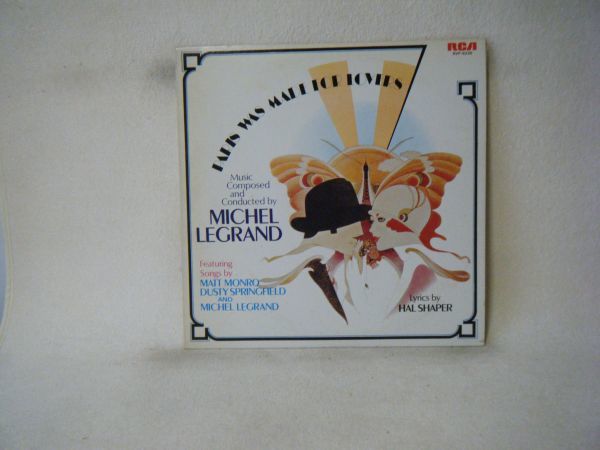 RCA
PARIS WAS MADE FOR LOVERS
Music
Composed
and
Conducted by
MICHEL
LEGRAND
Featuring
Songs by
MATT MONRO
DUSTY SPRINGFIELD
AND
MICHEL LEGRAND
Lyrics by
HAL SHAPER